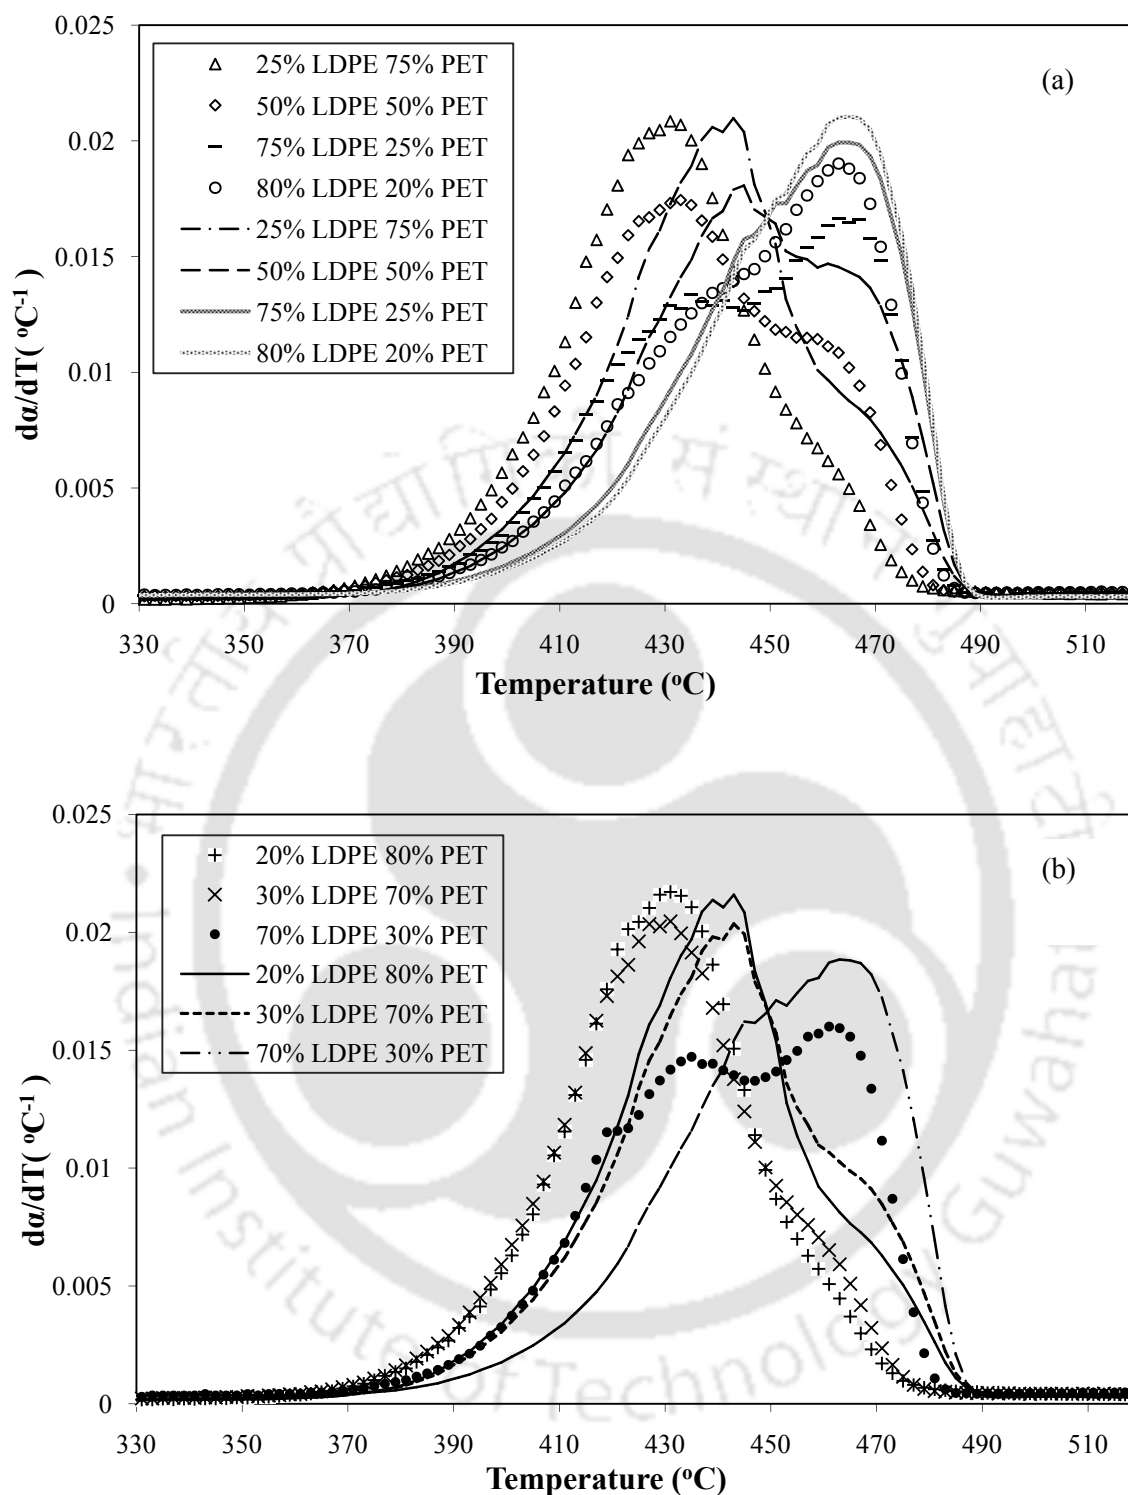 0.025
0.02
0.015
0.01
0.005
0
dα/dT( ºC-1 )
25% LDPE 75% PET
50% LDPE 50% PET
75% LDPE 25% PET
80% LDPE 20% PET
25% LDPE 75% PET
50% LDPE 50% PET
75% LDPE 25% PET
80% LDPE 20% PET
(a)
330 350 370 390 410 430 450 470 490 510
Temperature (ºC)
0.025
0.02
0.015
0.01
0.005
0
dα/dT( ºC-1 )
20% LDPE 80% PET
30% LDPE 70% PET
70% LDPE 30% PET
20% LDPE 80% PET
30% LDPE 70% PET
70% LDPE 30% PET
(b)
330 350 370 390 410 430 450 470 490 510
Temperature (ºC)
Indian Institute of Technology Guwahati